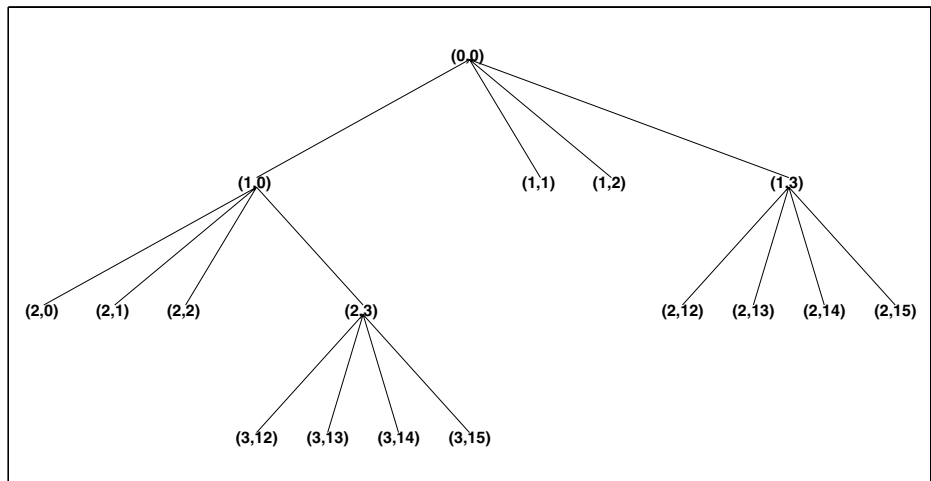 (0,0)
(1,0) (1,1) (1,2) (1,3)
(2,0) (2,1) (2,2) (2,3) (2,12) (2,13) (2,14) (2,15)
(3,12) (3,13) (3,14) (3,15)